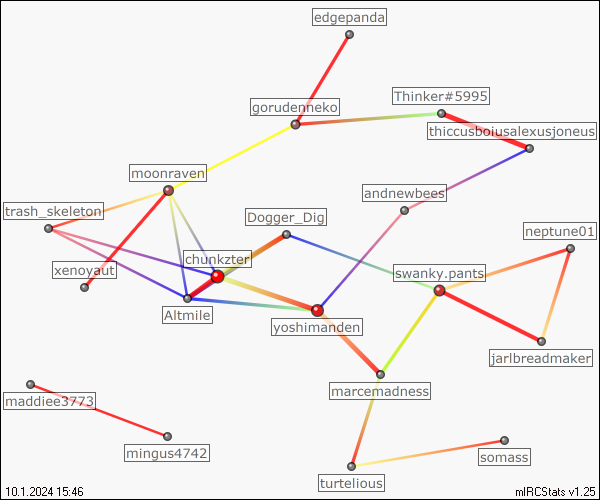 edgepanda
Thinker#5995
gorudenneko
thiccusboiusalexusjoneus
moonraven
andnewbees
trash_skeleton
Dogger_Dig
neptune01
chunkzter
xenoyaut
swanky.pants
Altmile
yoshimanden
jarlbreadmaker
marcemadness
maddiee3773
mingus4742
somass
turtelious
10.1.2024 15:46
mIRCStats v1.25